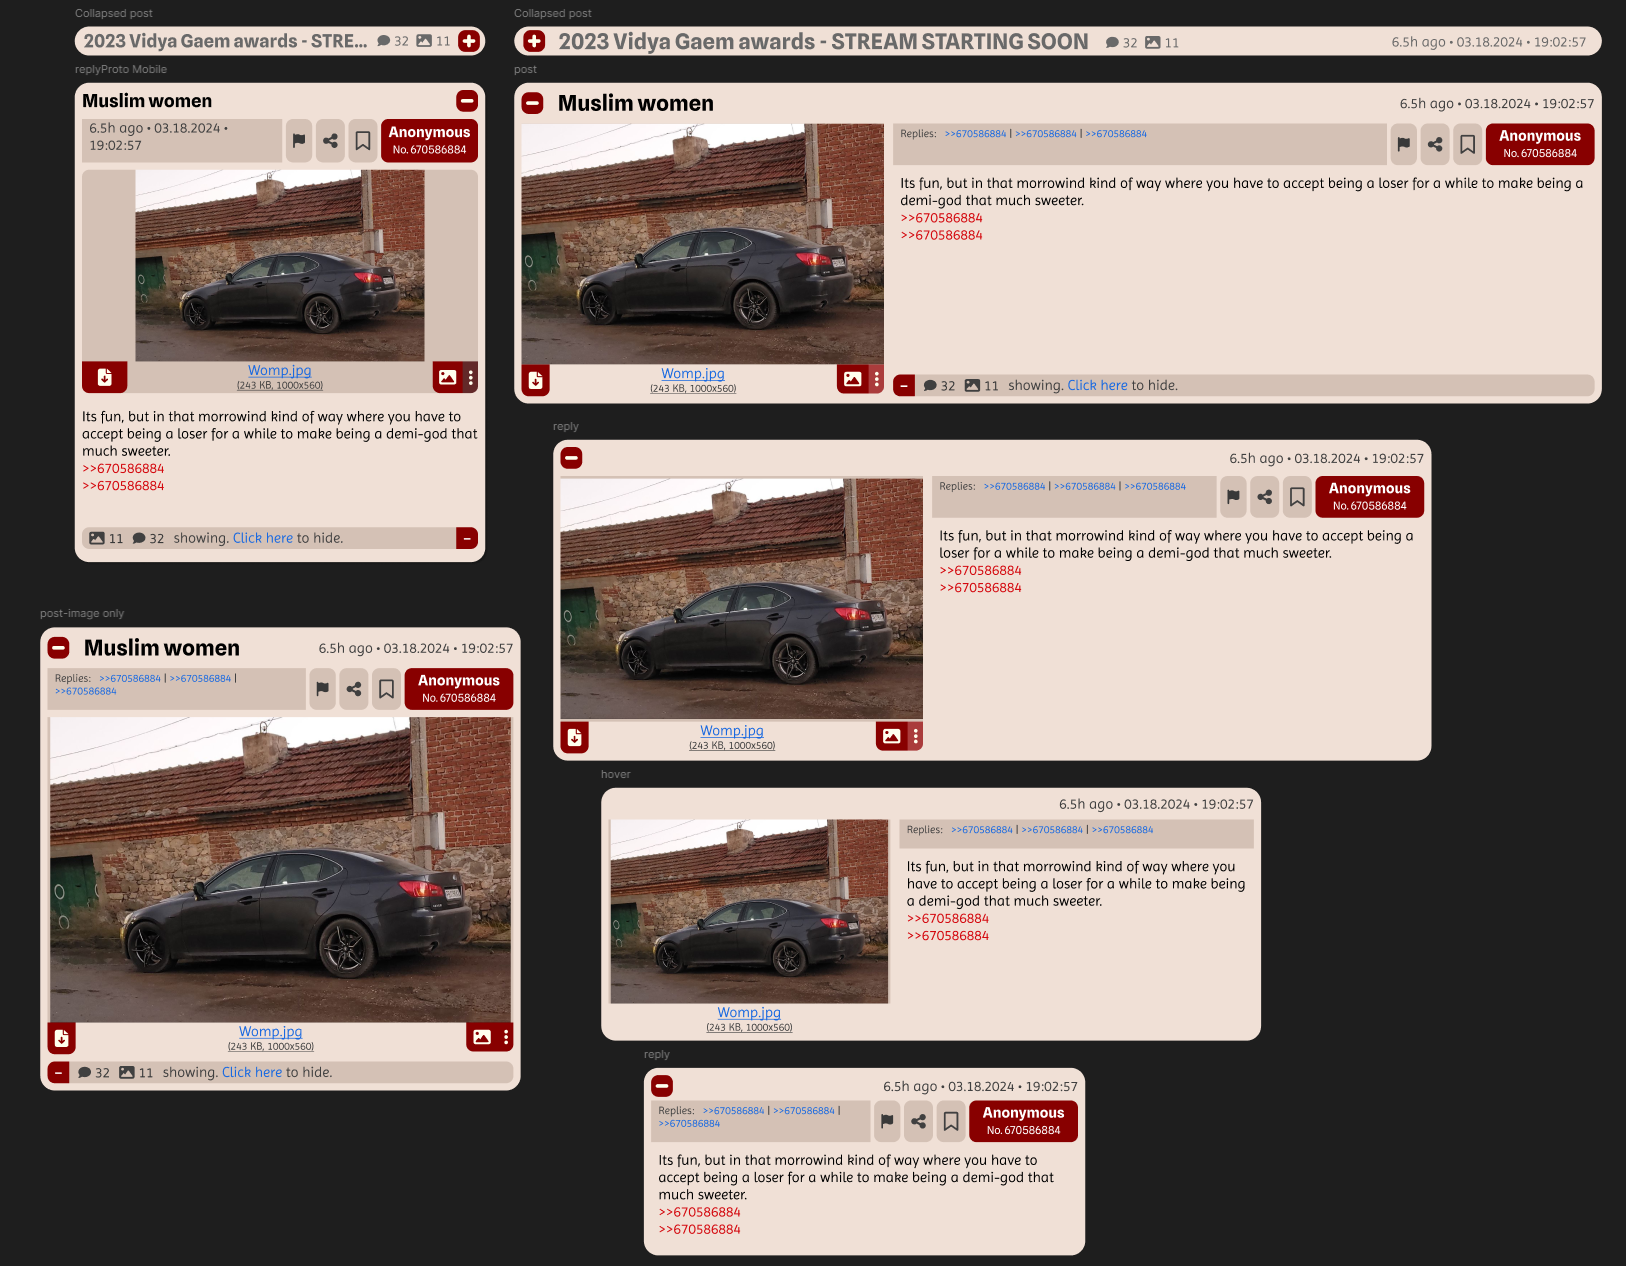 Collapsed post
2023 Vidya Gaem awards - STRE... 32 11
replyProto Mobile
Muslim women
6.5h ago • 03.18.2024 •
19:02:57
Anonymous
No. 670586884
Womp.jpg
(243 KB, 1000x560)
Its fun, but in that morrowind kind of way where you have to
accept being a loser for a while to make being a demi-god that
much sweeter.
>>670586884
>>670586884
11 32 showing. Click here to hide.
Collapsed post
2023 Vidya Gaem awards - STREAM STARTING SOON 32 11 6.5h ago • 03.18.2024 • 19:02:57
post
Muslim women 6.5h ago • 03.18.2024 • 19:02:57
Replies: >>670586884 | >>670586884 | >>670586884
Anonymous
No. 670586884
Its fun, but in that morrowind kind of way where you have to accept being a loser for a while to make being a
demi-god that much sweeter.
>>670586884
>>670586884
Womp.jpg
(243 KB, 1000x560)
32 11 showing. Click here to hide.
reply
6.5h ago • 03.18.2024 • 19:02:57
Replies: >>670586884 | >>670586884 | >>670586884
Anonymous
No. 670586884
Its fun, but in that morrowind kind of way where you have to accept being a
loser for a while to make being a demi-god that much sweeter.
>>670586884
>>670586884
Womp.jpg
(243 KB, 1000x560)
post-image only
Muslim women 6.5h ago • 03.18.2024 • 19:02:57
Replies: >>670586884 | >>670586884 |
>>670586884
Anonymous
No. 670586884
Womp.jpg
(243 KB, 1000x560)
32 11 showing. Click here to hide.
hover
6.5h ago • 03.18.2024 • 19:02:57
Replies: >>670586884 | >>670586884 | >>670586884
Its fun, but in that morrowind kind of way where you
have to accept being a loser for a while to make being
a demi-god that much sweeter.
>>670586884
>>670586884
Womp.jpg
(243 KB, 1000x560)
reply
6.5h ago • 03.18.2024 • 19:02:57
Replies: >>670586884 | >>670586884 |
>>670586884
Anonymous
No. 670586884
Its fun, but in that morrowind kind of way where you have to
accept being a loser for a while to make being a demi-god that
much sweeter.
>>670586884
>>670586884